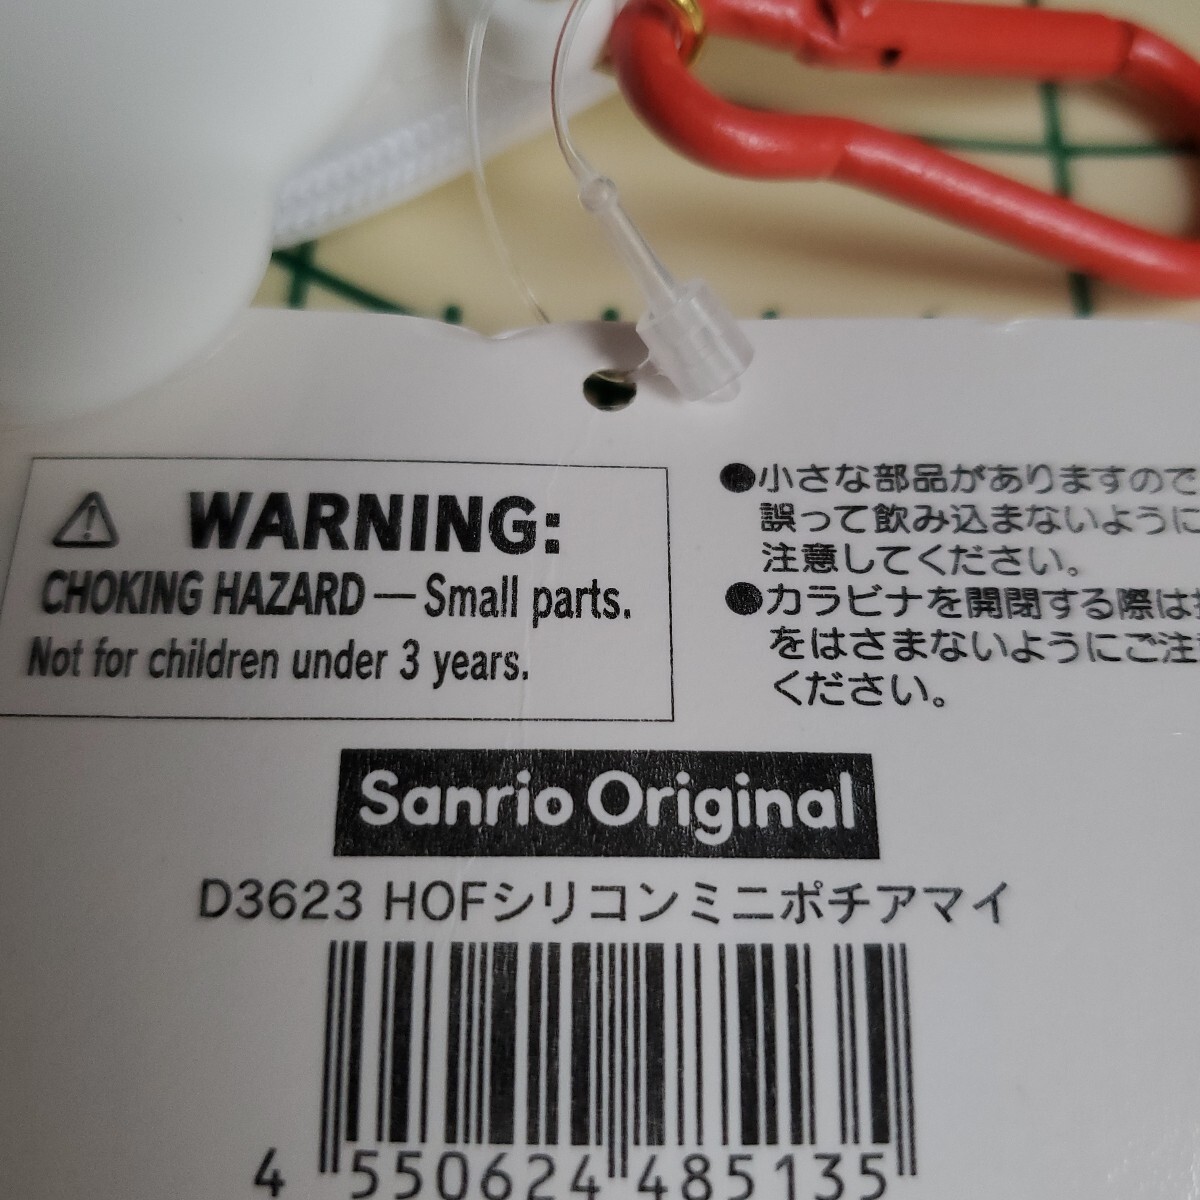 WARNING:
CHOKING HAZARD — Small parts.
Not for children under 3 years.
●小さな部品がありますので
誤って飲み込まないように
注意してください。
●カラビナを開閉する際は
をはさまないようにご注
ください。
Sanrio Original
D3623 HOFシリコンミニポチアマイ
4 550624 485135